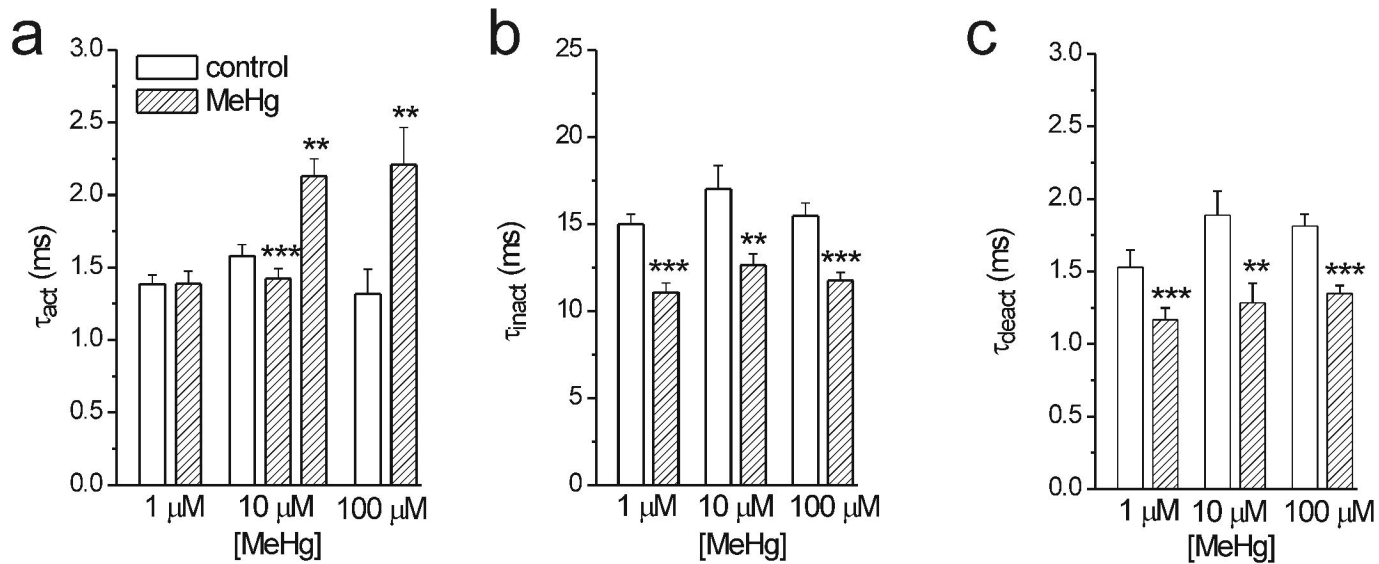 a
3.0
2.5
2.0
1.5
1.0
0.5
0.0
τact (ms)
control
MeHg
***
**
**
1 μM
10 μM
100 μM
[MeHg]
b
25
20
15
10
5
0
τinact (ms)
***
**
***
1 μM
10 μM
100 μM
[MeHg]
c
3.0
2.5
2.0
1.5
1.0
0.5
0.0
τdeact (ms)
***
**
***
1 μM
10 μM
100 μM
[MeHg]